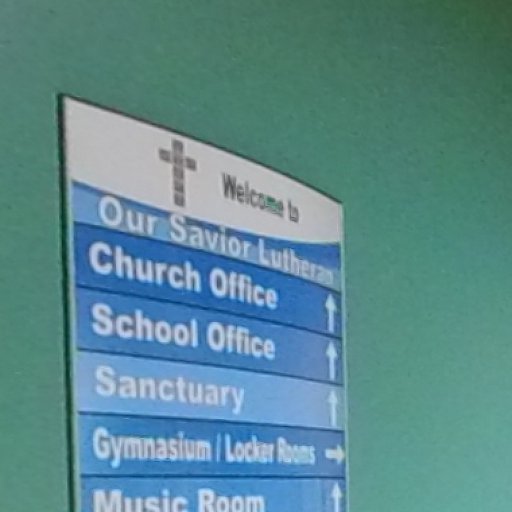 Welcome to
Our Savior Lutheran
Church Office ↑
School Office ↑
Sanctuary ↑
Gymnasium / Locker Rooms →
Music Room ↑